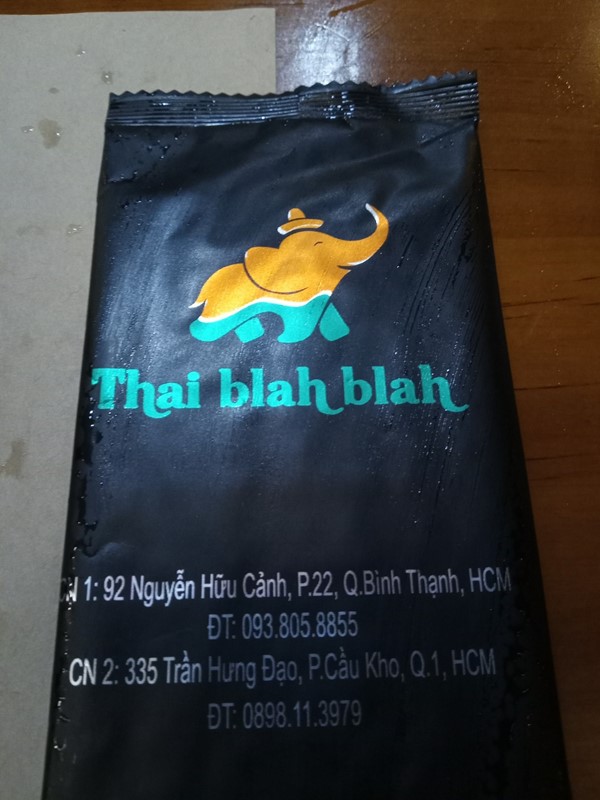 Thai blah blah
CN 1: 92 Nguyễn Hữu Cảnh, P.22, Q.Bình Thạnh, HCM
ĐT: 093.805.8855
CN 2: 335 Trần Hưng Đạo, P.Cầu Kho, Q.1, HCM
ĐT: 0898.11.3979